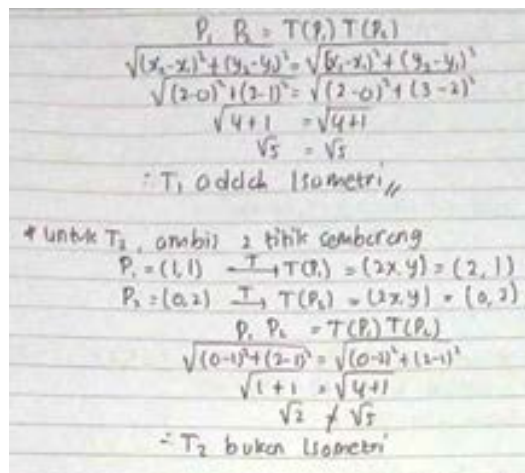 P₁ P₂ = T(P₁) T(P₂)
√(x₂-x₁)²+(y₂-y₁)² = √(x₂-x₁)²+(y₂-y₁)²
√(2-0)²+(2-1)² = √(2-0)²+(3-2)²
√4+1 = √4+1
√5 = √5
∴ T₁ adalah Isometri //
* untuk T₂, ambil 2 titik sembarang
P₁ = (1,1) T→ T(P₁) = (2x, y) = (2, 1)
P₂ = (0,2) T→ T(P₂) = (2x, y) = (0, 2)
P₁ P₂ = T(P₁) T(P₂)
√(0-1)²+(2-1)² = √(0-2)²+(2-1)²
√1+1 = √4+1
√2 ≠ √5
∴ T₂ bukan Isometri